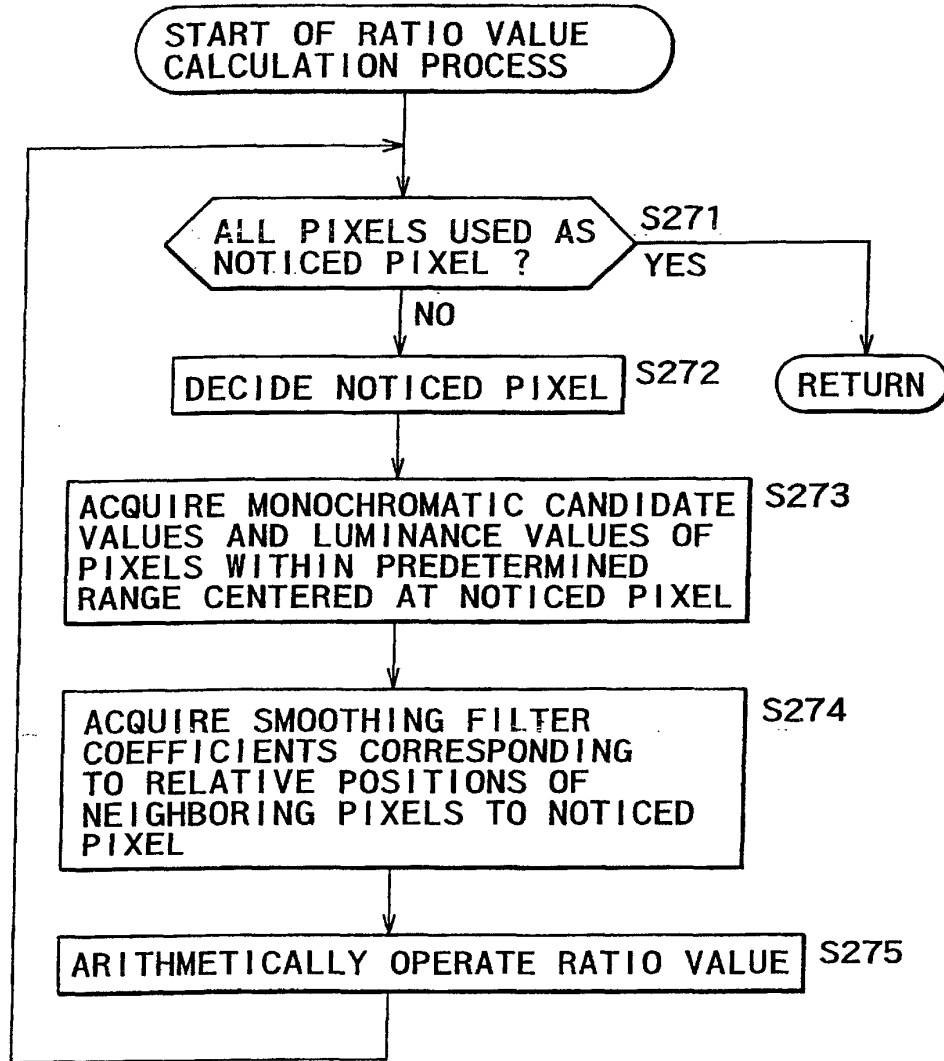 START OF RATIO VALUE
CALCULATION PROCESS
ALL PIXELS USED AS
NOTICED PIXEL ?
S271
YES
NO
DECIDE NOTICED PIXEL
S272
RETURN
ACQUIRE MONOCHROMATIC CANDIDATE
VALUES AND LUMINANCE VALUES OF
PIXELS WITHIN PREDETERMINED
RANGE CENTERED AT NOTICED PIXEL
S273
ACQUIRE SMOOTHING FILTER
COEFFICIENTS CORRESPONDING
TO RELATIVE POSITIONS OF
NEIGHBORING PIXELS TO NOTICED
PIXEL
S274
ARITHMETICALLY OPERATE RATIO VALUE
S275